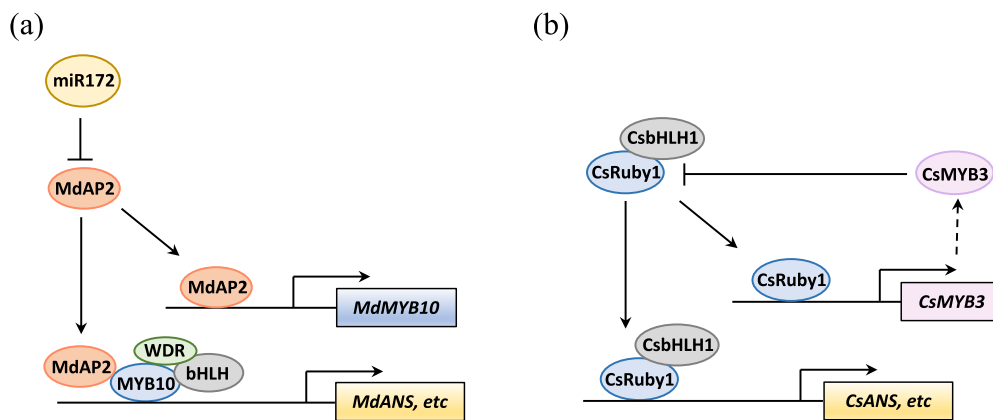 (a)
miR172
MdAP2
MdAP2
MdMYB10
MdAP2
WDR
MYB10
bHLH
MdANS, etc
(b)
CsbHLH1
CsRuby1
CsMYB3
CsRuby1
CsMYB3
CsbHLH1
CsRuby1
CsANS, etc